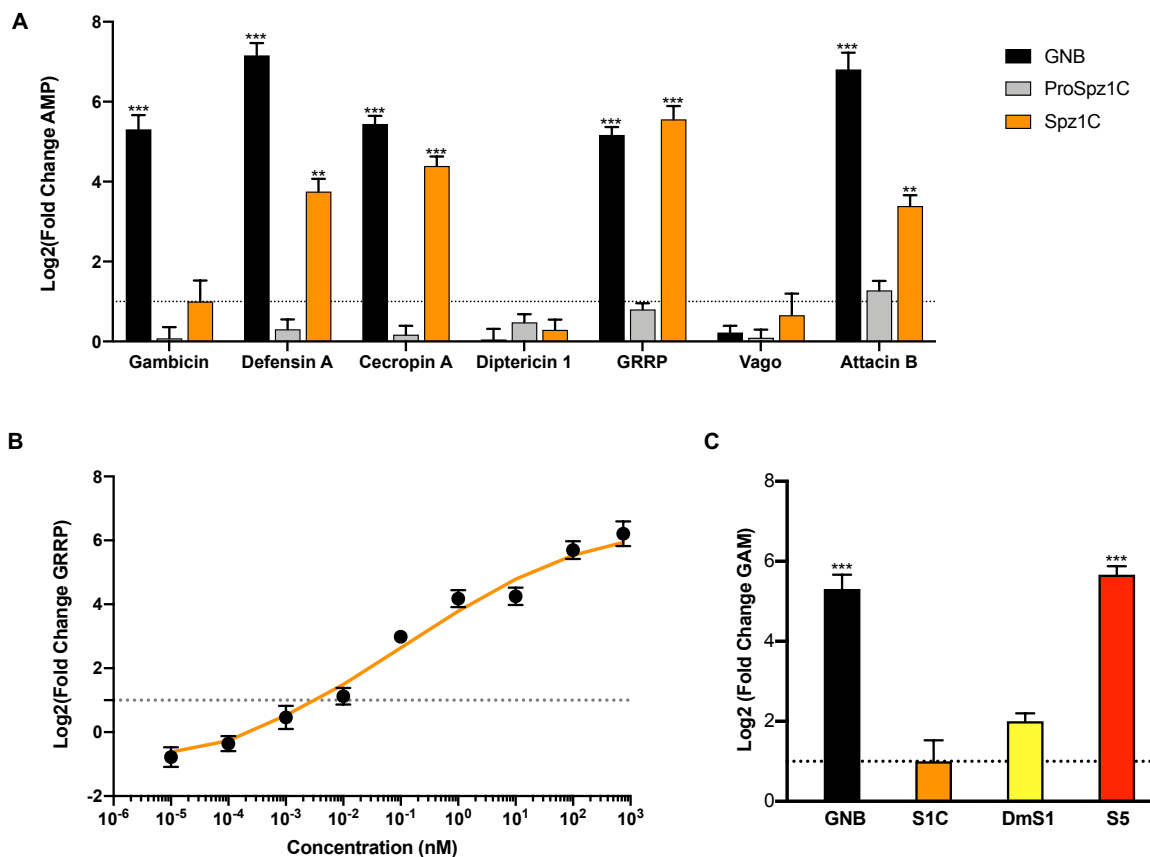 A
Log2(Fold Change AMP)
8
6
4
2
0
***
***
**
***
***
***
***
***
**
Gambicin Defensin A Cecropin A Diptericin 1 GRRP Vago Attacin B
GNB
ProSpz1C
Spz1C
B
Log2(Fold Change GRRP)
8
6
4
2
0
-2
10-6 10-5 10-4 10-3 10-2 10-1 100 101 102 103
Concentration (nM)
C
Log2 (Fold Change GAM)
8
6
4
2
0
***
***
GNB S1C DmS1 S5